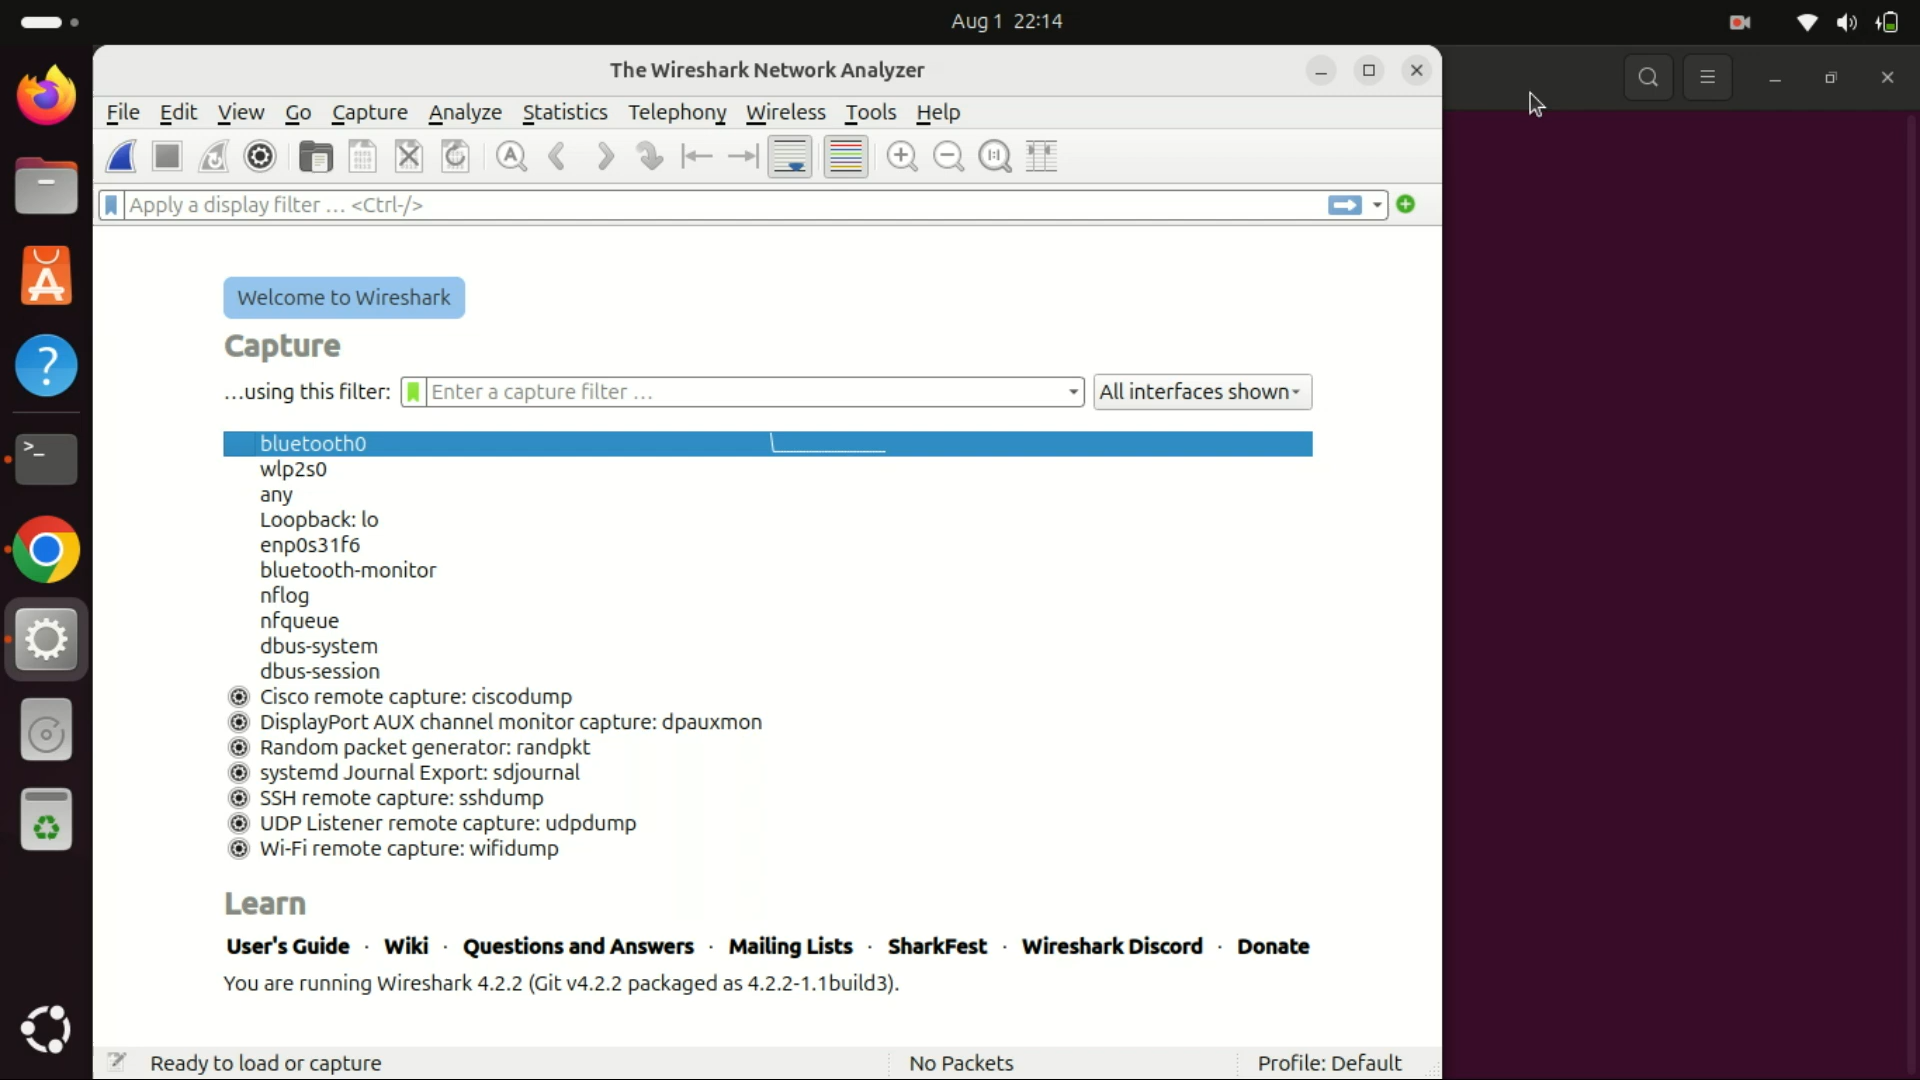 Aug 1 22:14
The Wireshark Network Analyzer
File Edit View Go Capture Analyze Statistics Telephony Wireless Tools Help
Apply a display filter … <Ctrl-/>
Welcome to Wireshark
Capture
…using this filter: Enter a capture filter … All interfaces shown
bluetooth0
wlp2s0
any
Loopback: lo
enp0s31f6
bluetooth-monitor
nflog
nfqueue
dbus-system
dbus-session
Cisco remote capture: ciscodump
DisplayPort AUX channel monitor capture: dpauxmon
Random packet generator: randpkt
systemd Journal Export: sdjournal
SSH remote capture: sshdump
UDP Listener remote capture: udpdump
Wi-Fi remote capture: wifidump
Learn
User's Guide · Wiki · Questions and Answers · Mailing Lists · SharkFest · Wireshark Discord · Donate
You are running Wireshark 4.2.2 (Git v4.2.2 packaged as 4.2.2-1.1build3).
Ready to load or capture No Packets Profile: Default